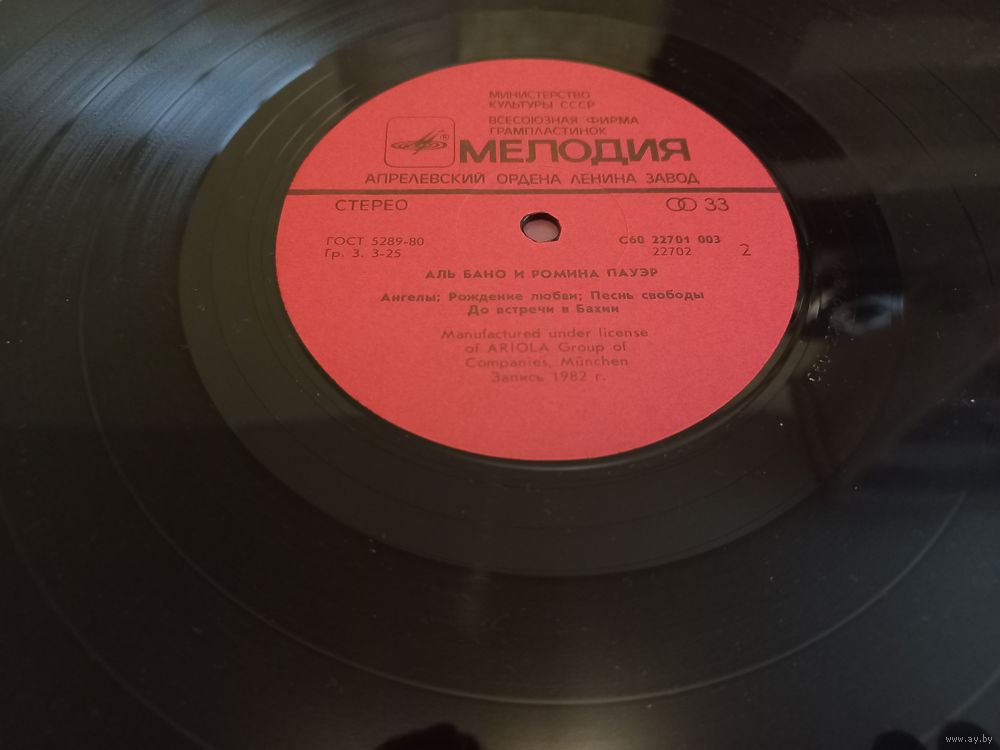 МИНИСТЕРСТВО
КУЛЬТУРЫ СССР
ВСЕСОЮЗНАЯ ФИРМА
ГРАМПЛАСТИНОК
® МЕЛОДИЯ
АПРЕЛЕВСКИЙ ОРДЕНА ЛЕНИНА ЗАВОД
СТЕРЕО 33
ГОСТ 5289-80 С60 22701 003
Гр. 3. 3-25 22702 2
АЛЬ БАНО И РОМИНА ПАУЭР
Ангелы; Рождение любви; Песнь свободы
До встречи в Бахии
Manufactured under license
of ARIOLA Group of
Companies, München
Запись 1982 г.
www.ay.by